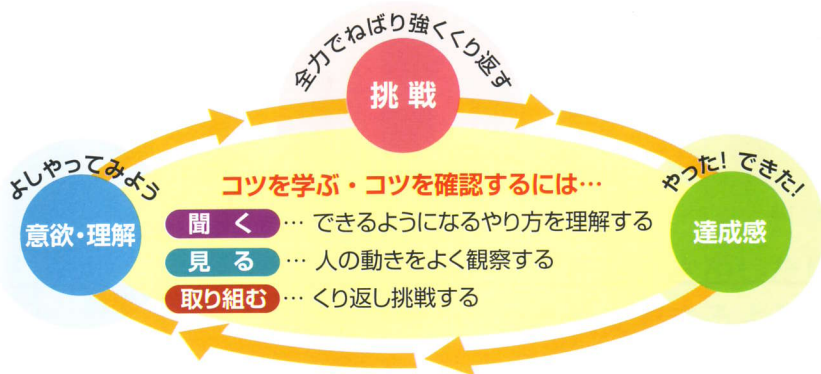 全力でねばり強くくり返す
挑戦
よしやってみよう
意欲・理解
やった!できた!
達成感
コツを学ぶ・コツを確認するには…
聞く … できるようになるやり方を理解する
見る … 人の動きをよく観察する
取り組む … くり返し挑戦する